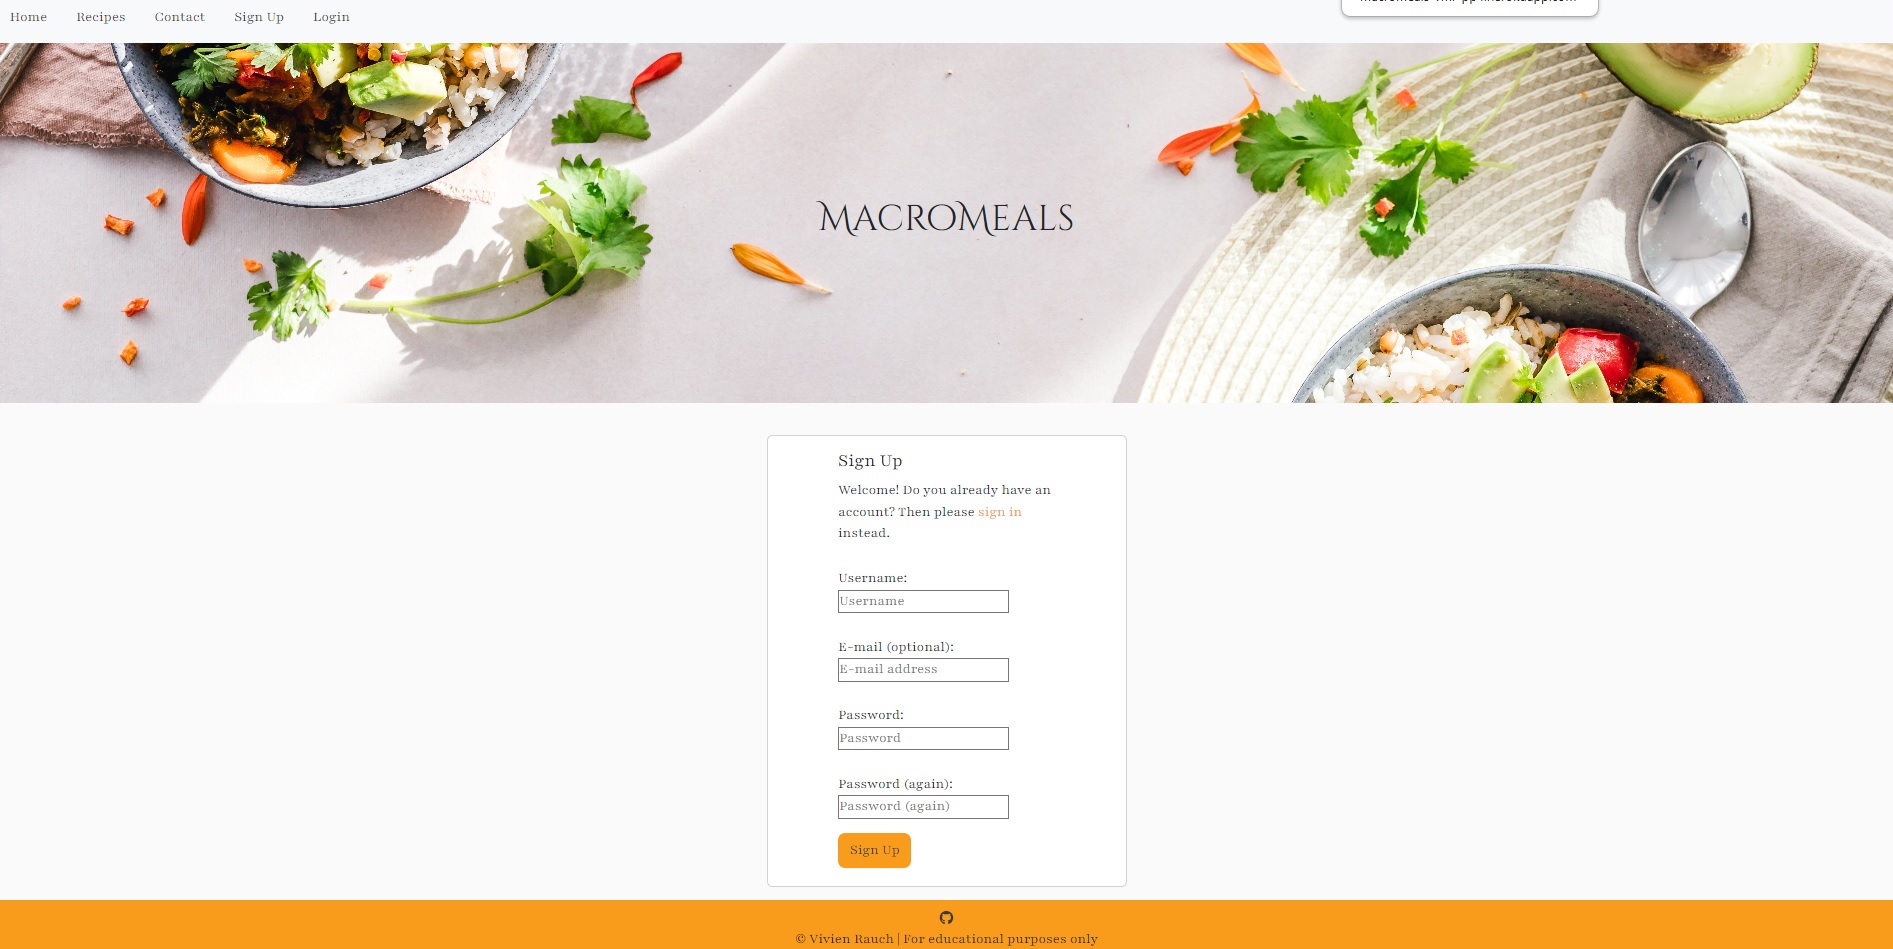 Home Recipes Contact Sign Up Login
MacroMeals
Sign Up
Welcome! Do you already have an
account? Then please sign in
instead.
Username:
Username
E-mail (optional):
E-mail address
Password:
Password
Password (again):
Password (again)
Sign Up
© Vivien Rauch | For educational purposes only